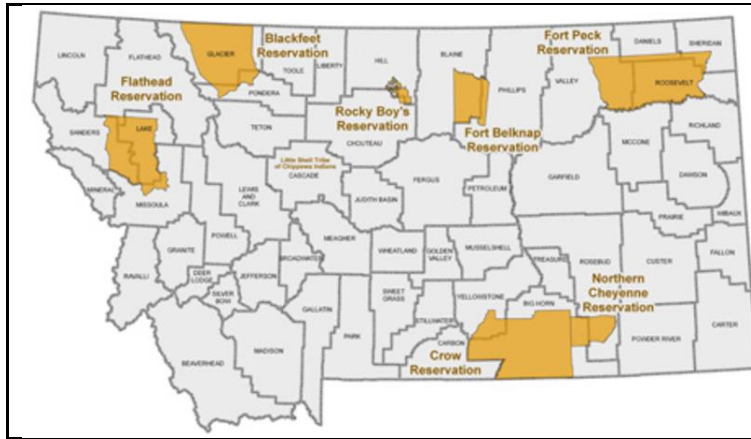 Blackfeet
Reservation
Fort Peck
Reservation
Flathead
Reservation
Rocky Boy's
Reservation
Fort Belknap
Reservation
Little Shell Tribe
of Chippewa Indians
Northern
Cheyenne
Reservation
Crow
Reservation
LINCOLN
FLATHEAD
GLACIER
TOOLE
LIBERTY
HILL
BLAINE
PHILLIPS
VALLEY
DANIELS
SHERIDAN
ROOSEVELT
PONDERA
TETON
CHOUTEAU
SANDERS
LAKE
CASCADE
RICHLAND
MCCONE
DAWSON
GARFIELD
MINERAL
MISSOULA
LEWIS
AND
CLARK
FERGUS
PETROLEUM
JUDITH BASIN
PRAIRIE
WIBAUX
POWELL
GRANITE
MEAGHER
WHEATLAND
GOLDEN
VALLEY
MUSSELSHELL
TREASURE
ROSEBUD
CUSTER
FALLON
RAVALLI
DEER
LODGE
SILVER
BOW
JEFFERSON
BROADWATER
SWEET
GRASS
STILLWATER
YELLOWSTONE
BIG HORN
GALLATIN
PARK
CARBON
POWDER RIVER
CARTER
BEAVERHEAD
MADISON